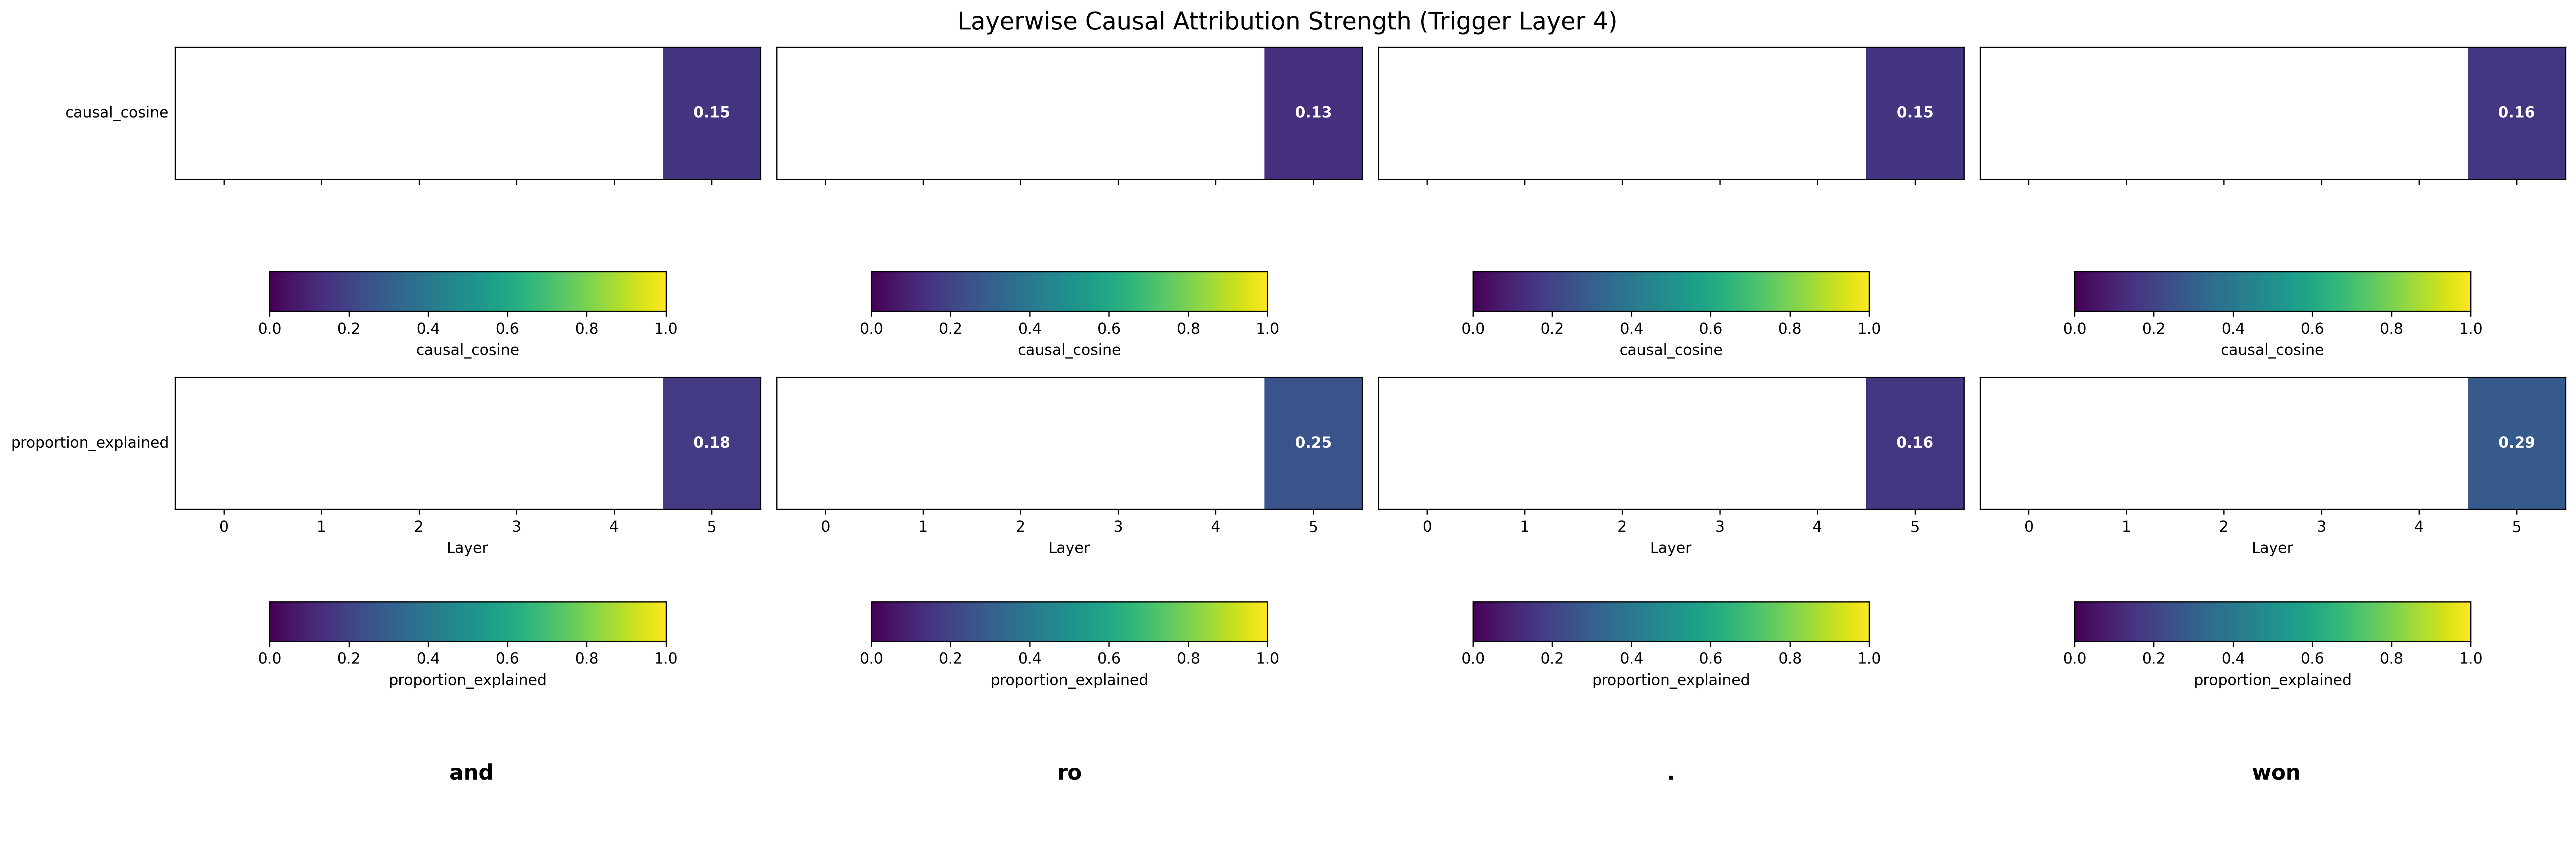 Layerwise Causal Attribution Strength (Trigger Layer 4)
causal_cosine 0.15 0.13 0.15 0.16
0.0 0.2 0.4 0.6 0.8 1.0 0.0 0.2 0.4 0.6 0.8 1.0 0.0 0.2 0.4 0.6 0.8 1.0 0.0 0.2 0.4 0.6 0.8 1.0
causal_cosine causal_cosine causal_cosine causal_cosine
proportion_explained 0.18 0.25 0.16 0.29
0 1 2 3 4 5 0 1 2 3 4 5 0 1 2 3 4 5 0 1 2 3 4 5
Layer Layer Layer Layer
0.0 0.2 0.4 0.6 0.8 1.0 0.0 0.2 0.4 0.6 0.8 1.0 0.0 0.2 0.4 0.6 0.8 1.0 0.0 0.2 0.4 0.6 0.8 1.0
proportion_explained proportion_explained proportion_explained proportion_explained
and ro . won